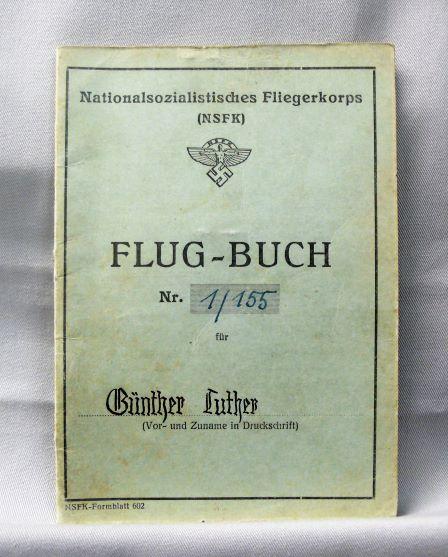 Nationalsozialistisches Fliegerkorps
(NSFK)
NSFK
FLUG-BUCH
Nr. 1/155
für
Günther Luther
(Vor- und Zuname in Druckschrift)
NSFK-Formblatt 602